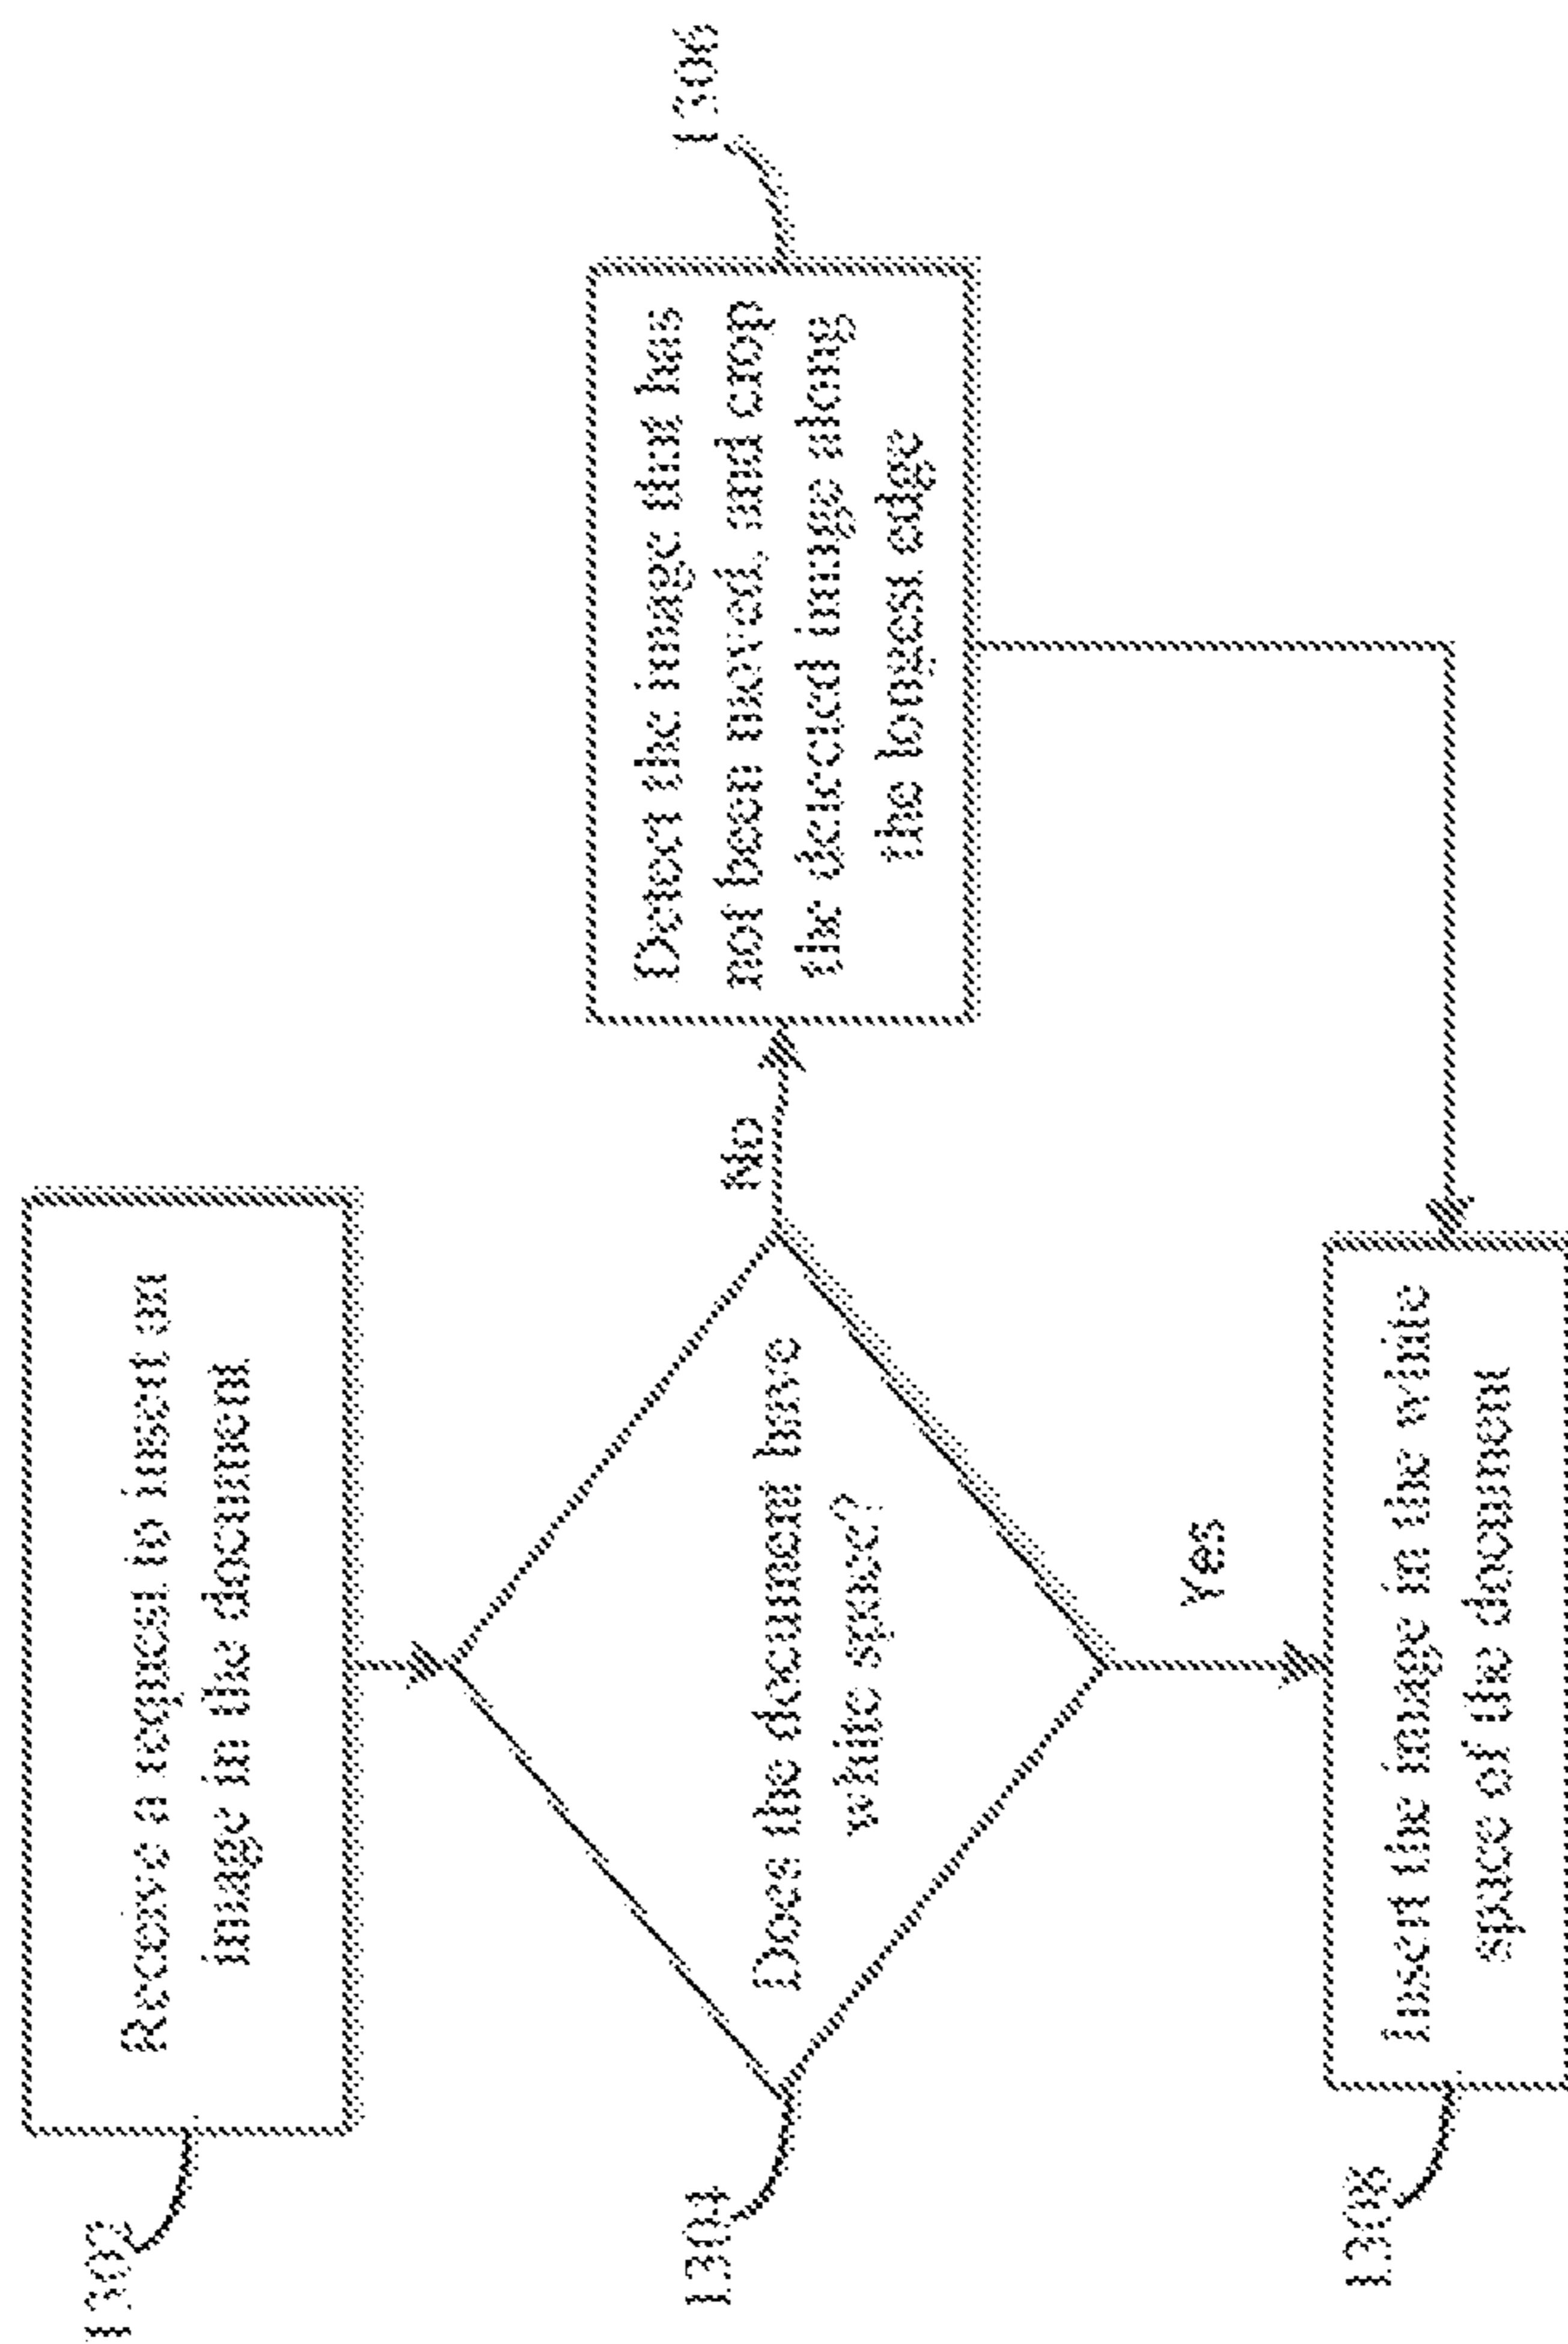 1302
Receive a request to insert an
image in the document
1304
Does the document have
white space?
No
1306
Detect the image that has
not been moved, and crop
the detected image along
the longest edge
Yes
1308
Insert the image in the white
space of the document